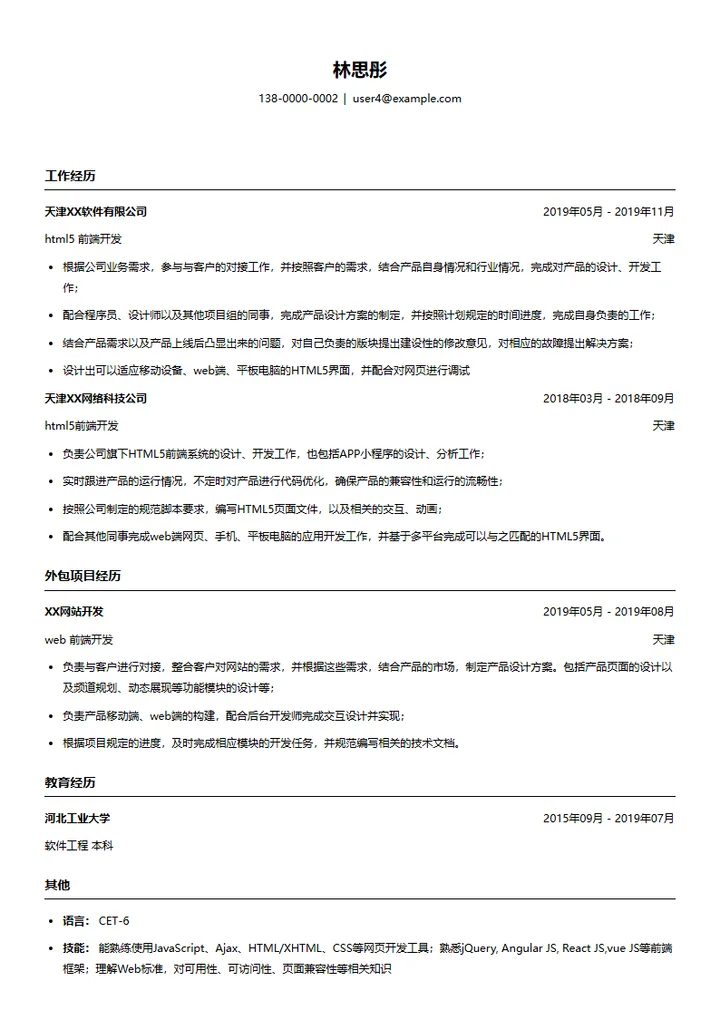 林思彤
138-0000-0002 | user4@example.com
工作经历
天津XX软件有限公司 2019年05月 - 2019年11月
html5 前端开发 天津
• 根据公司业务需求，参与与客户的对接工作，并按照客户的需求，结合产品自身情况和行业情况，完成对产品的设计、开发工
作；
• 配合程序员、设计师以及其他项目组的同事，完成产品设计方案的制定，并按照计划规定的时间进度，完成自身负责的工作；
• 结合产品需求以及产品上线后凸显出来的问题，对自己负责的版块提出建设性的修改意见，对相应的故障提出解决方案；
• 设计出可以适应移动设备、web端、平板电脑的HTML5界面，并配合对网页进行调试
天津XX网络科技公司 2018年03月 - 2018年09月
html5前端开发 天津
• 负责公司旗下HTML5前端系统的设计、开发工作，也包括APP小程序的设计、分析工作；
• 实时跟进产品的运行情况，不定时对产品进行代码优化，确保产品的兼容性和运行的流畅性；
• 按照公司制定的规范脚本要求，编写HTML5页面文件，以及相关的交互、动画；
• 配合其他同事完成web端网页、手机、平板电脑的应用开发工作，并基于多平台完成可以与之匹配的HTML5界面。
外包项目经历
XX网站开发 2019年05月 - 2019年08月
web 前端开发 天津
• 负责与客户进行对接，整合客户对网站的需求，并根据这些需求，结合产品的市场，制定产品设计方案。包括产品页面的设计以
及频道规划、动态展现等功能模块的设计等；
• 负责产品移动端、web端的构建，配合后台开发师完成交互设计并实现；
• 根据项目规定的进度，及时完成相应模块的开发任务，并规范编写相关的技术文档。
教育经历
河北工业大学 2015年09月 - 2019年07月
软件工程 本科
其他
• 语言： CET-6
• 技能： 能熟练使用JavaScript、Ajax、HTML/XHTML、CSS等网页开发工具；熟悉jQuery, Angular JS, React JS,vue JS等前端
框架；理解Web标准，对可用性、可访问性、页面兼容性等相关知识